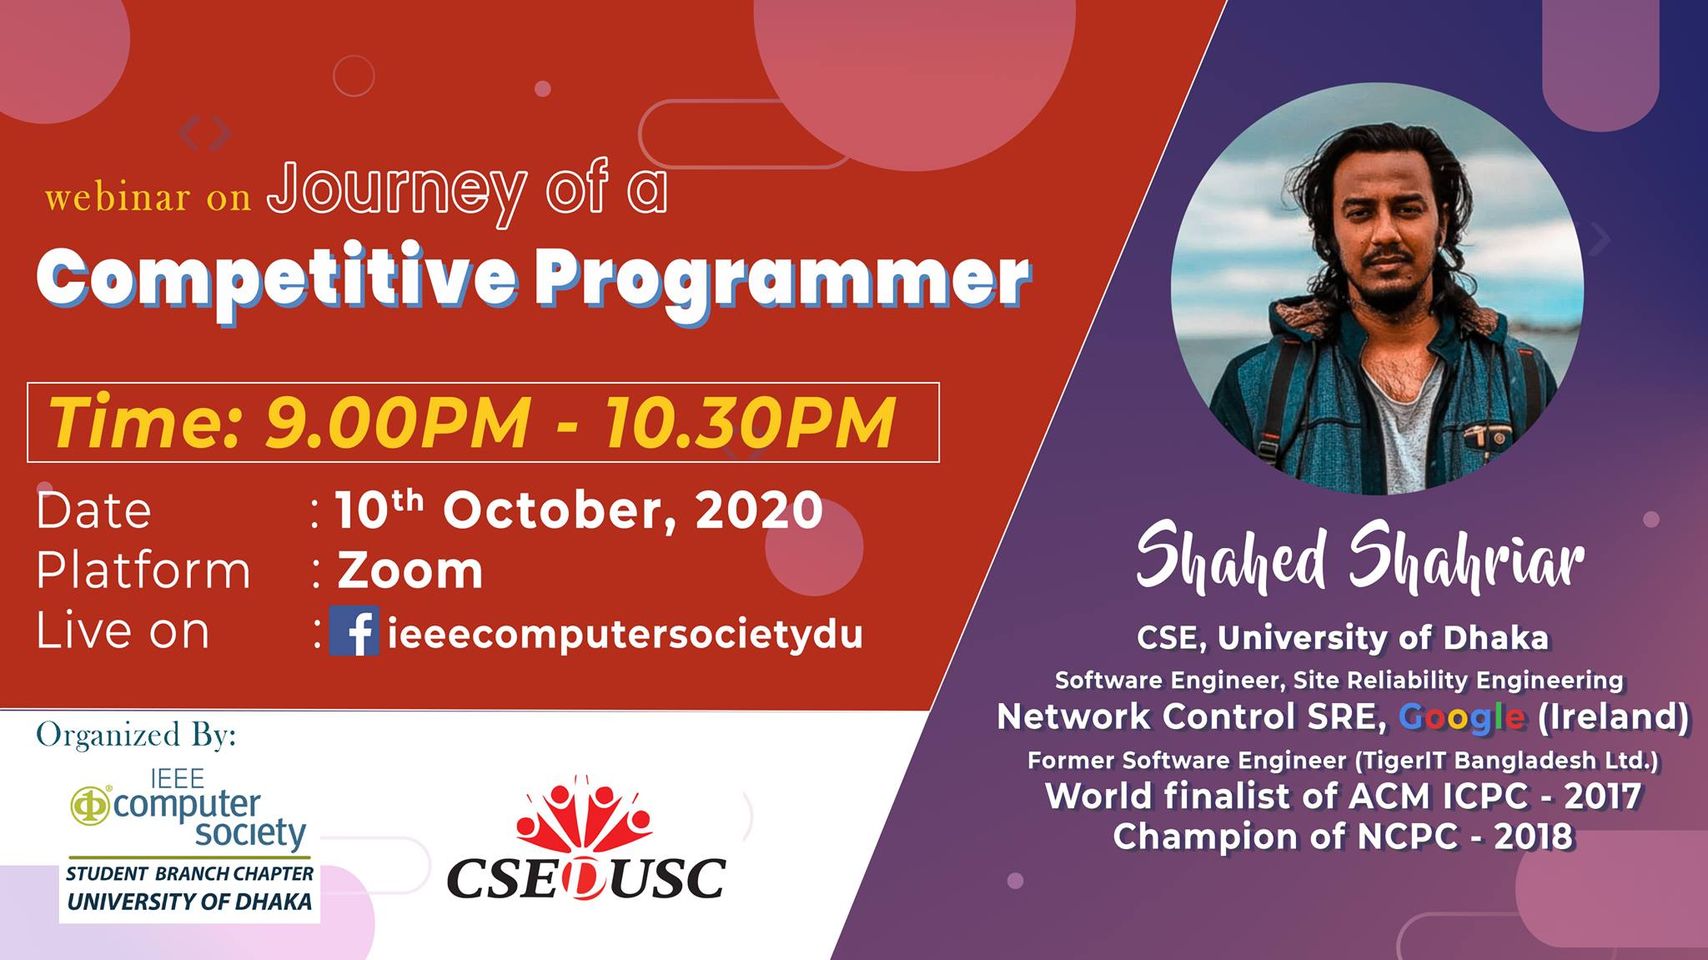 webinar on Journey of a
Competitive Programmer
Time: 9.00PM - 10.30PM
Date : 10th October, 2020
Platform : Zoom
Live on : f ieeecomputersocietydu
Organized By:
IEEE
computer
society
STUDENT BRANCH CHAPTER
UNIVERSITY OF DHAKA
CSEDUSC
Shahed Shahriar
CSE, University of Dhaka
Software Engineer, Site Reliability Engineering
Network Control SRE, Google (Ireland)
Former Software Engineer (TigerIT Bangladesh Ltd.)
World finalist of ACM ICPC - 2017
Champion of NCPC - 2018